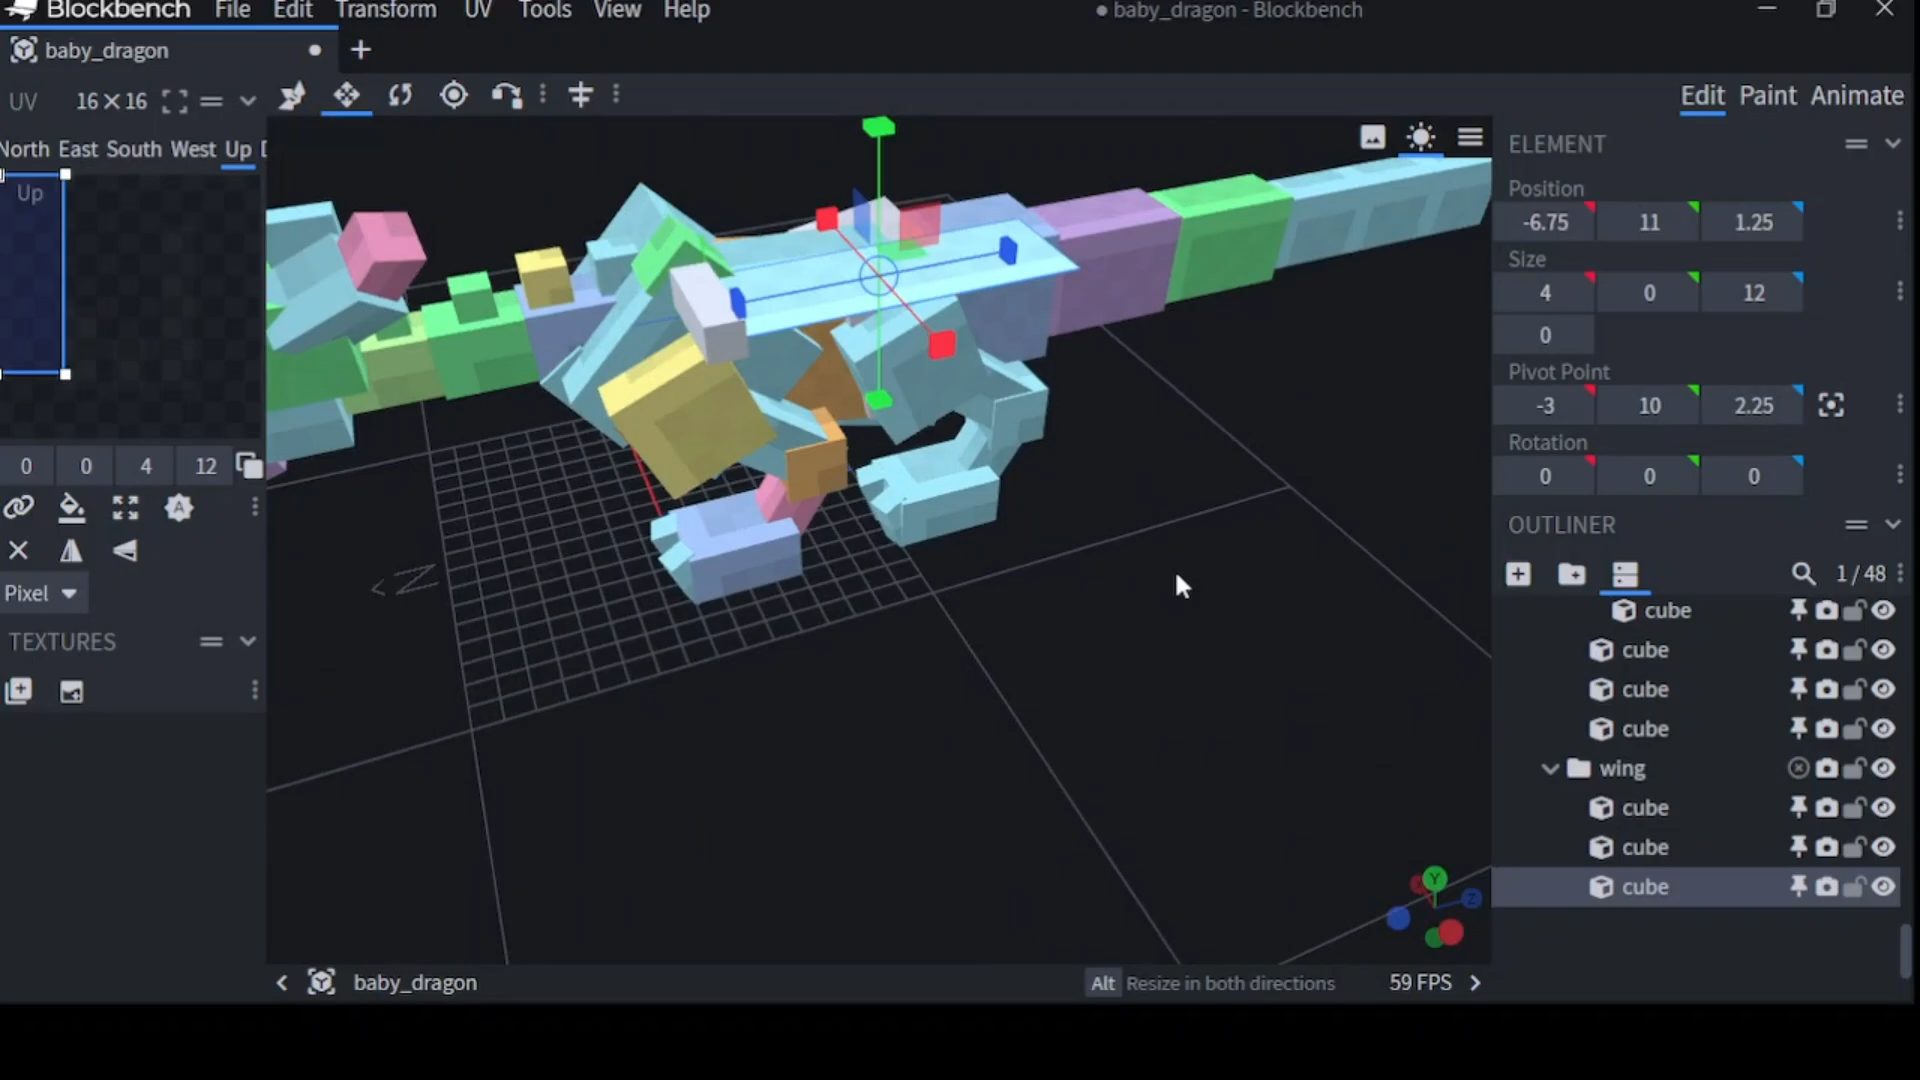 Blockbench File Edit Transform UV Tools View Help
● baby_dragon - Blockbench
baby_dragon
UV 16×16
Edit Paint Animate
North East South West Up
Up
ELEMENT
Position
-6.75 11 1.25
Size
4 0 12
0
Pivot Point
-3 10 2.25
Rotation
0 0 0
0 0 4 12
Pixel
TEXTURES
OUTLINER
1/48
cube
cube
cube
cube
wing
cube
cube
cube
N
Y
Z
baby_dragon
Alt Resize in both directions 59 FPS